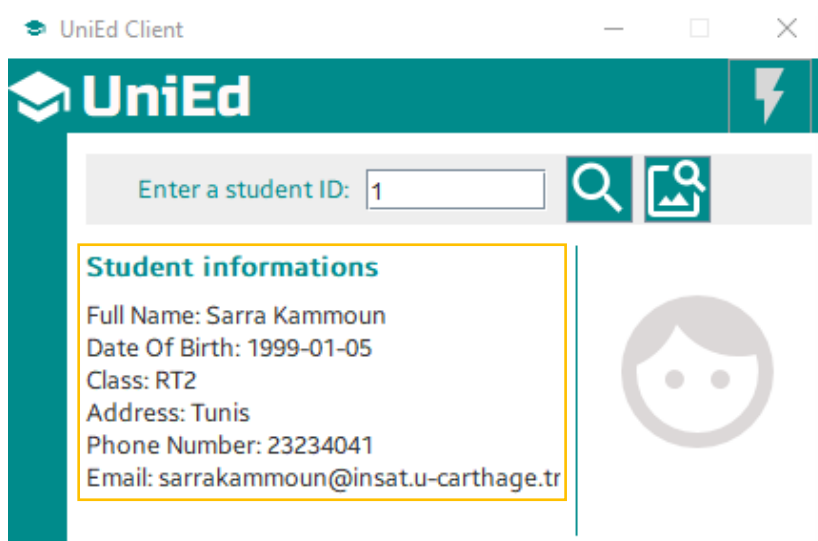 UniEd Client
UniEd
Enter a student ID: 1
Student informations
Full Name: Sarra Kammoun
Date Of Birth: 1999-01-05
Class: RT2
Address: Tunis
Phone Number: 23234041
Email: sarrakammoun@insat.u-carthage.tr